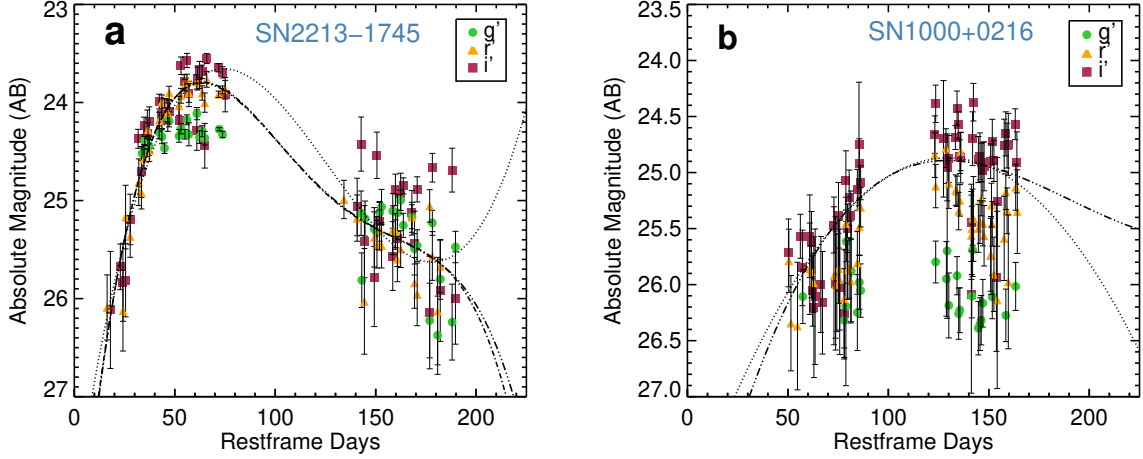 a
SN2213−1745
g'
r'
i'
Absolute Magnitude (AB)
23
24
25
26
27
0 50 100 150 200
Restframe Days
b
SN1000+0216
g'
r'
i'
Absolute Magnitude (AB)
23.5
24.0
24.5
25.0
25.5
26.0
26.5
27.0
0 50 100 150 200
Restframe Days